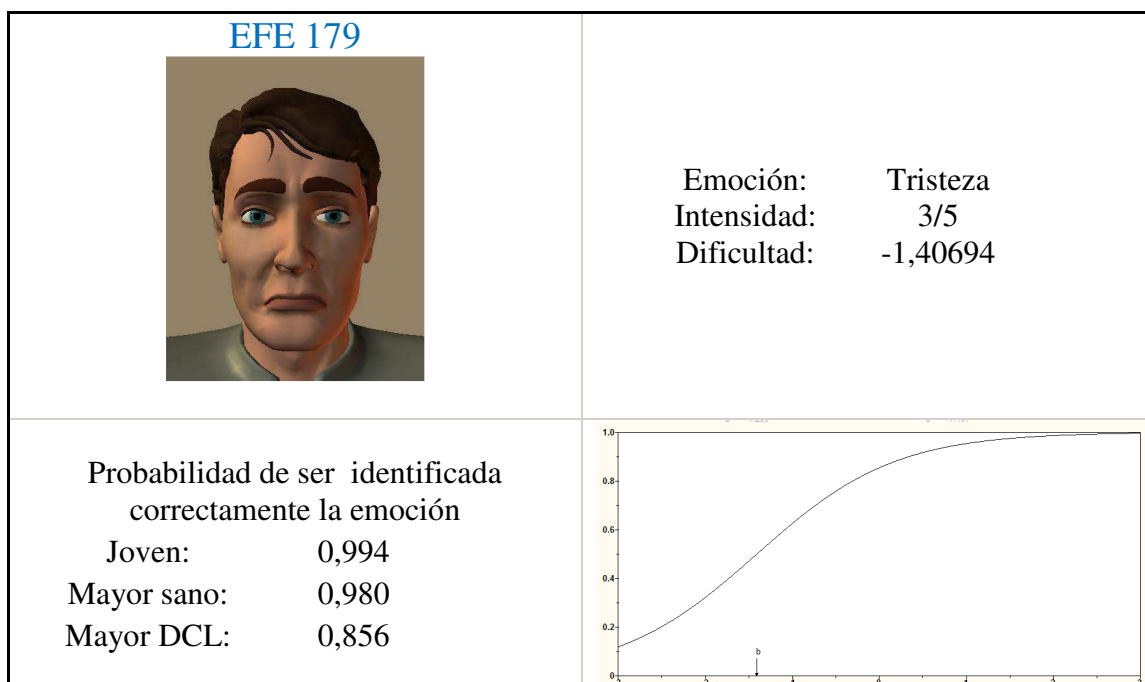 EFE 179
Emoción: Tristeza
Intensidad: 3/5
Dificultad: -1,40694
Probabilidad de ser identificada
correctamente la emoción
Joven: 0,994
Mayor sano: 0,980
Mayor DCL: 0,856
1.0
0.8
0.6
0.4
0.2
0
b